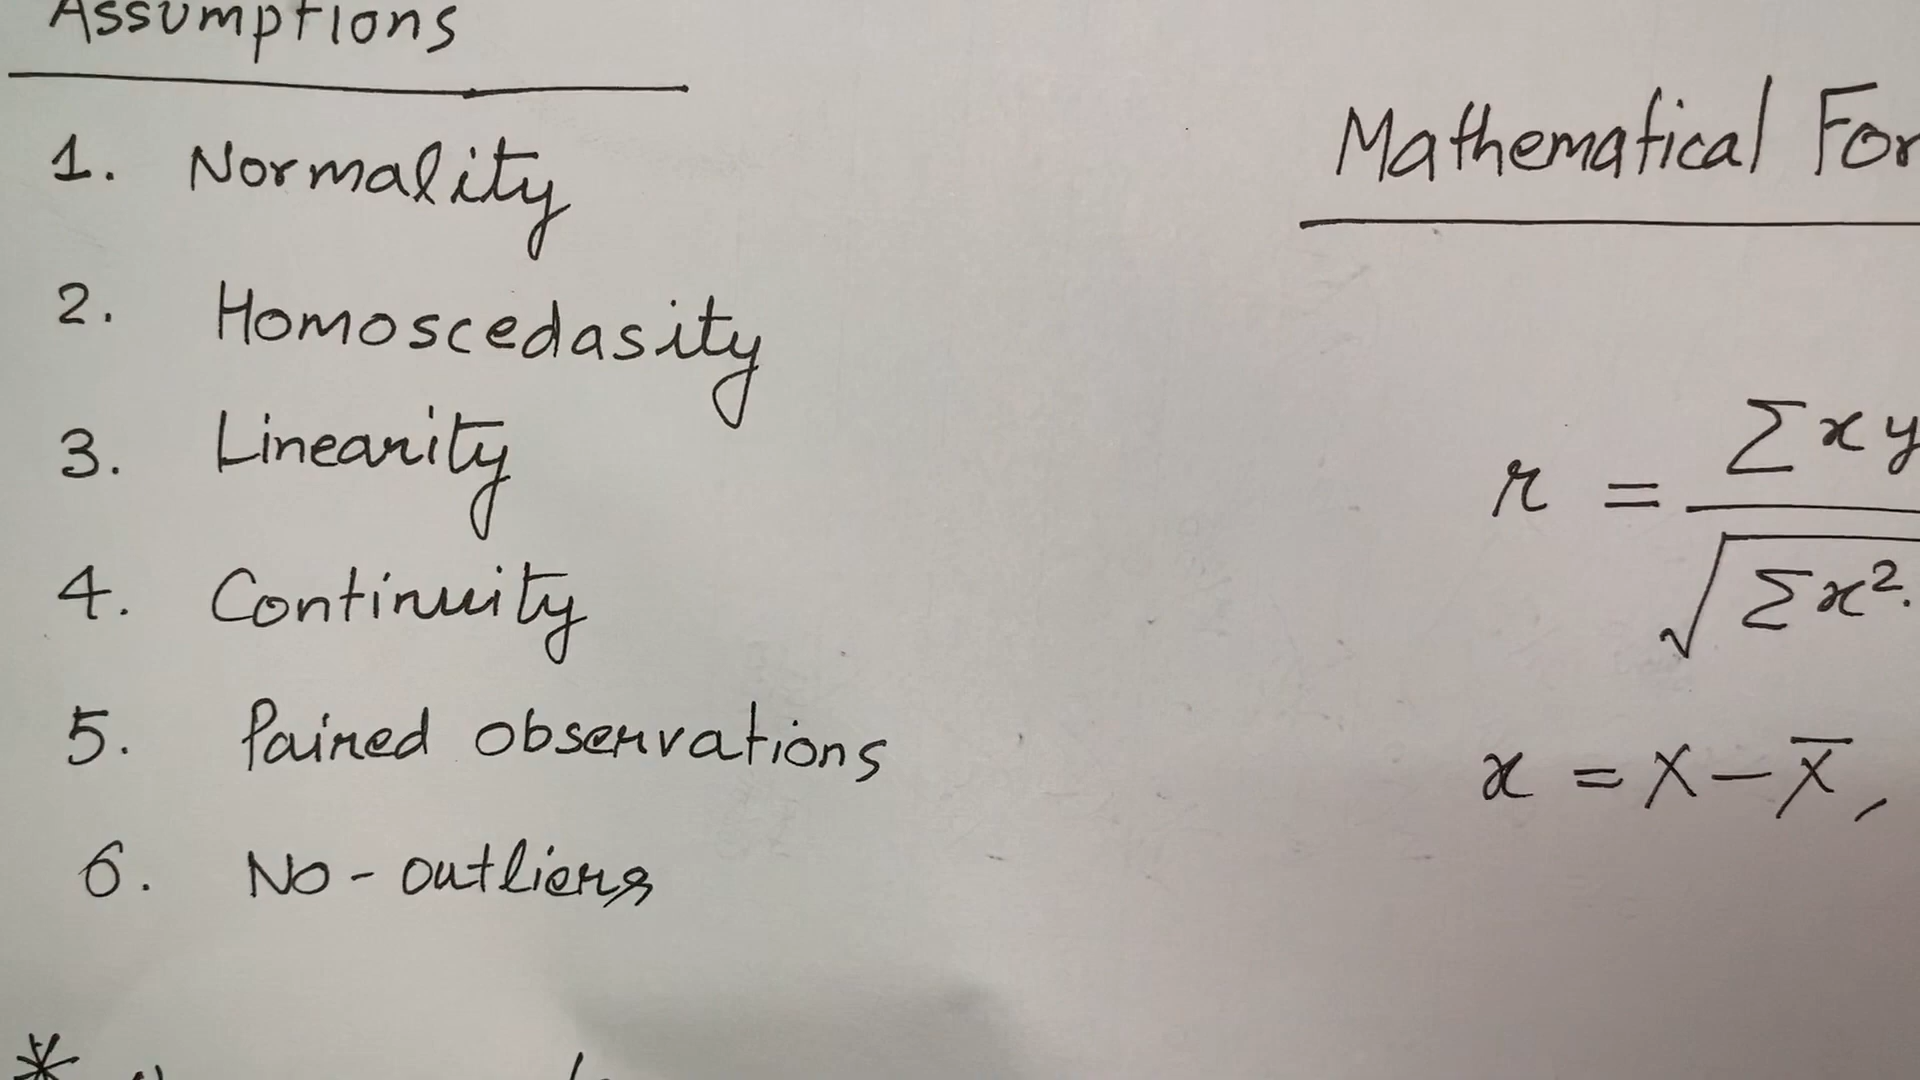 Assumptions
1. Normality
2. Homoscedasity
3. Linearity
4. Continuity
5. Paired observations
6. No - outliers
Mathematical For
r = Σxy
√Σx².
x = X – X̅ ,
*